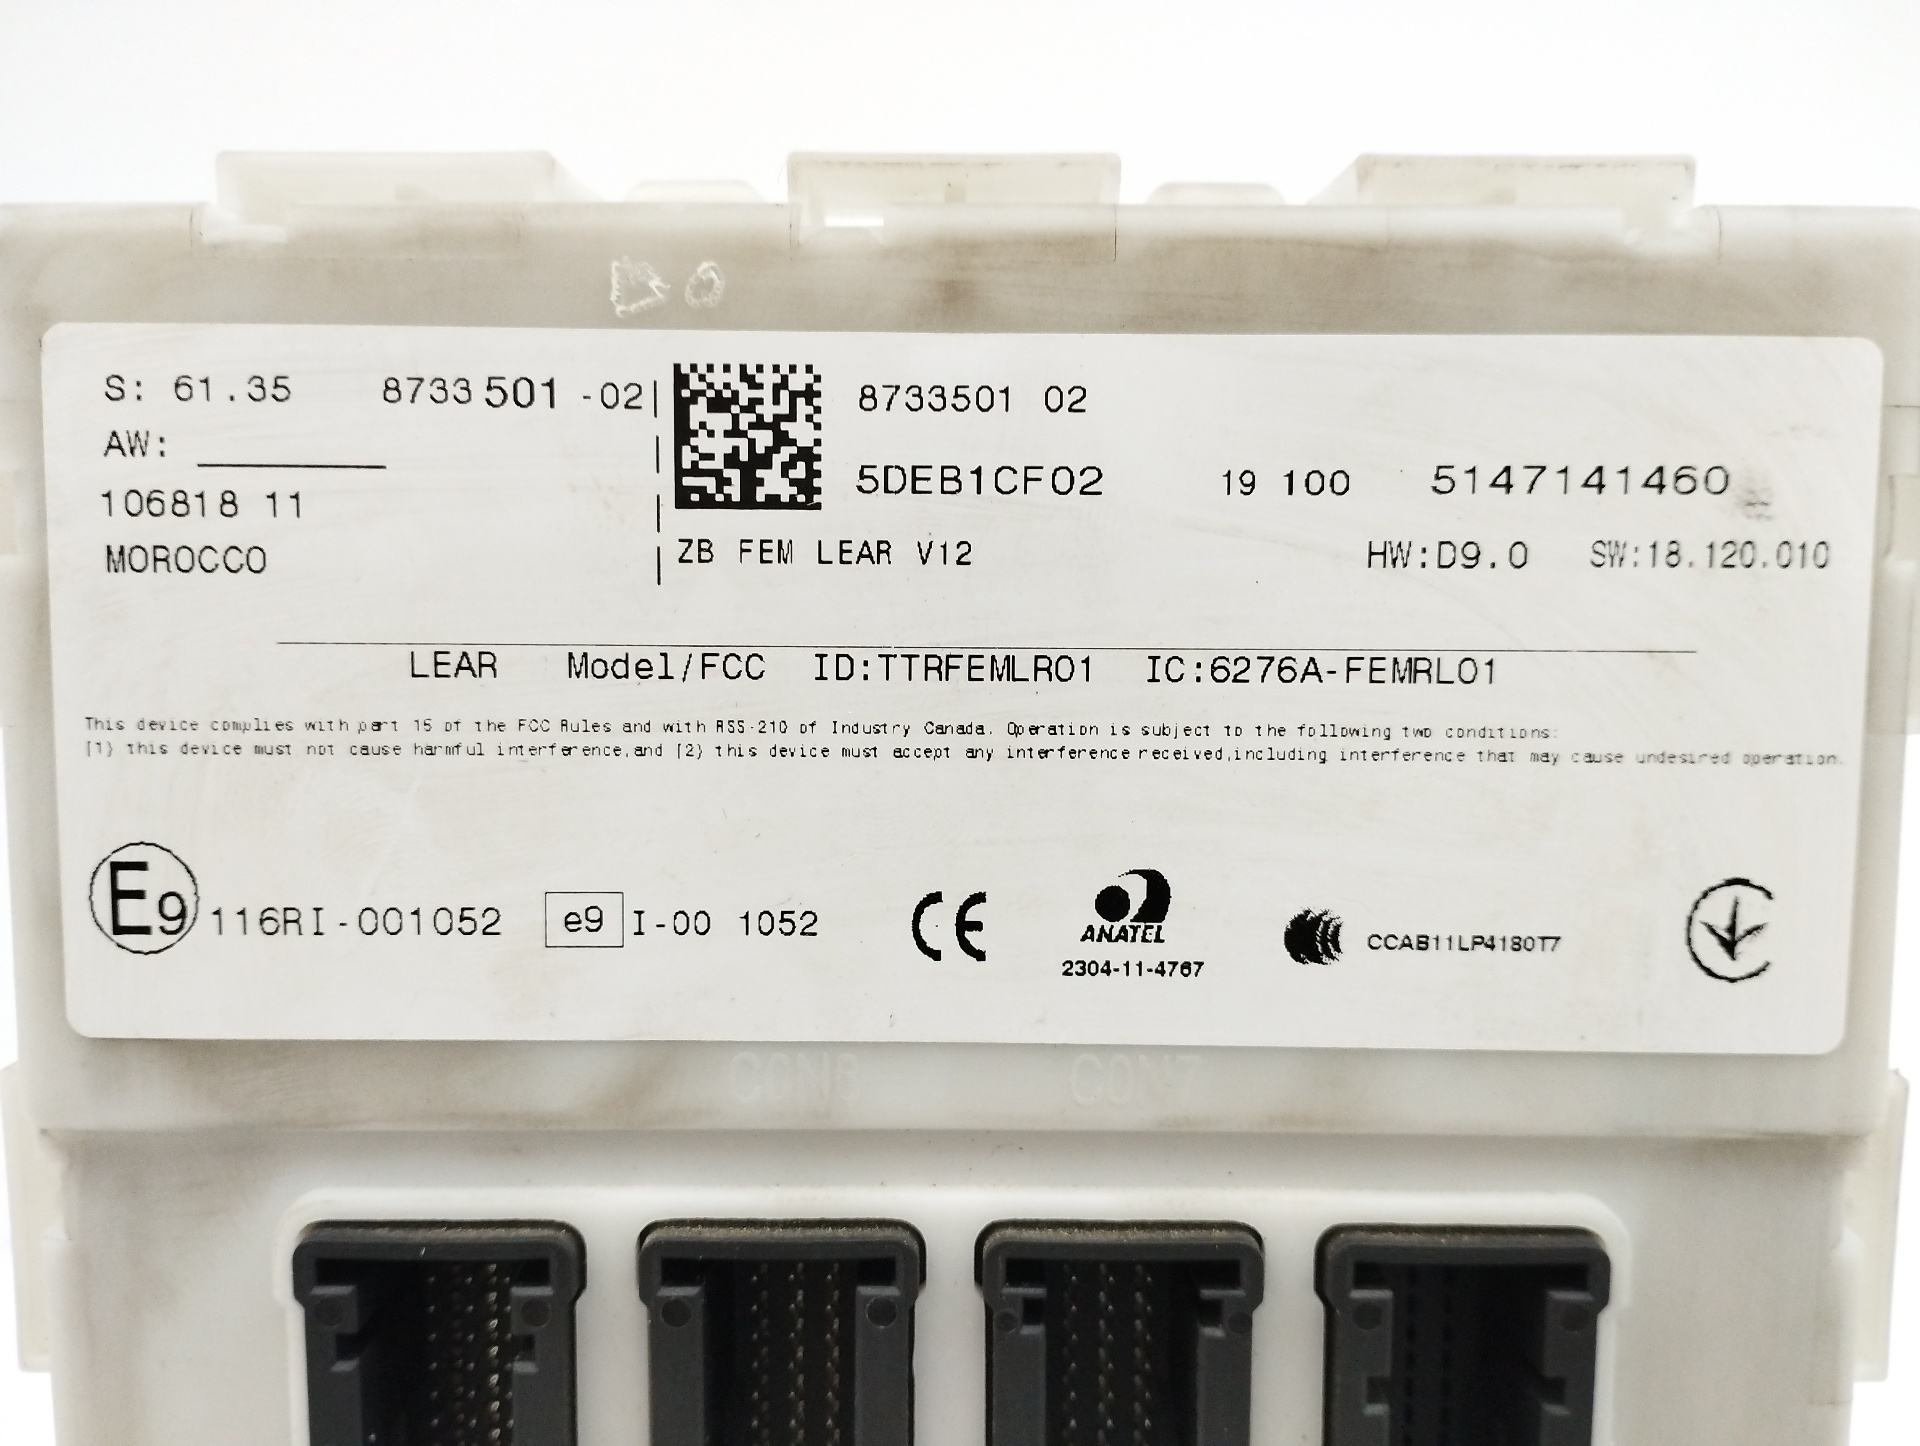 S: 61.35 8733 501 -02
AW:
106818 11
MOROCCO
8733501 02
5DEB1CF02 19 100 5147141460
ZB FEM LEAR V12 HW:D9.0 SW:18.120.010
LEAR Model/FCC ID:TTRFEMLR01 IC:6276A-FEMRL01
This device complies with part 15 of the FCC Rules and with RSS-210 of Industry Canada. Operation is subject to the following two conditions:
(1) this device must not cause harmful interference,and (2) this device must accept any interference received,including interference that may cause undesired operation.
E9 116RI-001052 e9 I-00 1052 CE ANATEL
2304-11-4767
CCAB11LP4180T7
CON6 CON7